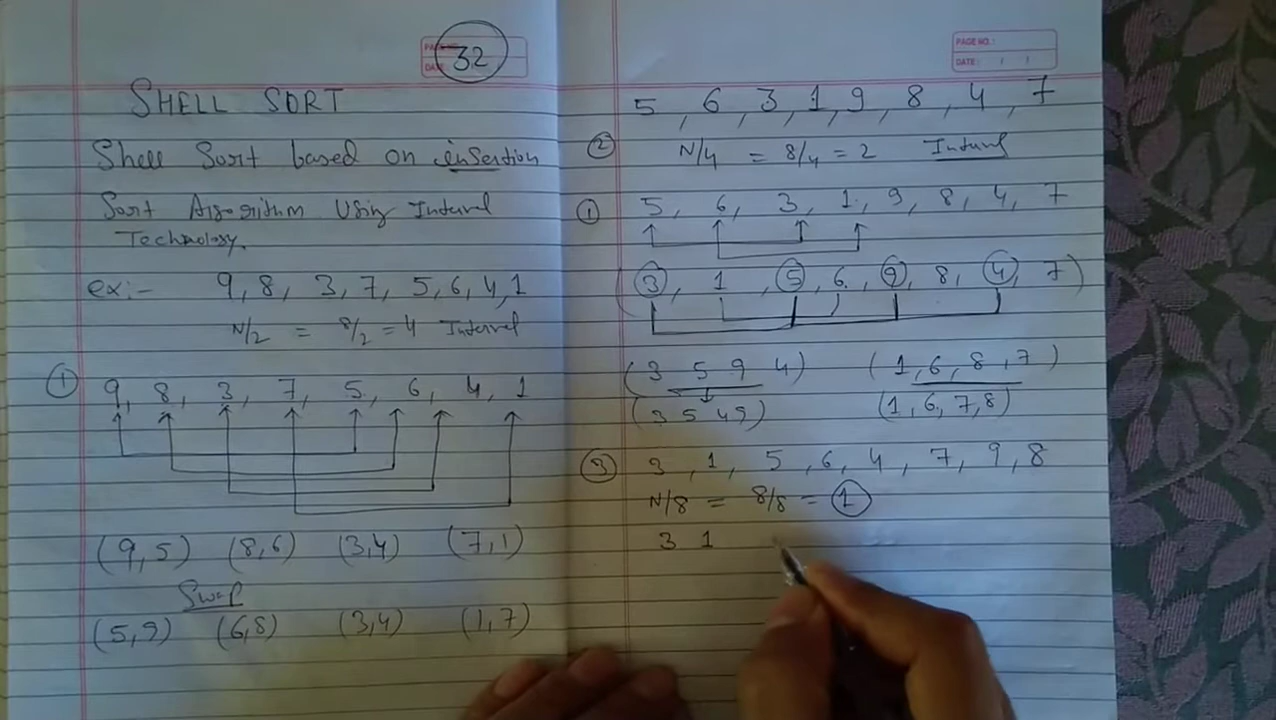 PAGE NO.:
DATE:
32
SHELL SORT
Shell Sort based on insertion
Sort Algorithm Using Interval
Technology.
ex:- 9, 8, 3, 7, 5, 6, 4, 1
N/2 = 8/2 = 4 Interval
① 9, 8, 3, 7, 5, 6, 4, 1
(9,5) (8,6) (3,4) (7,1)
Swap
(5,9) (6,8) (3,4) (1,7)
PAGE NO.:
DATE: / /
5, 6, 3, 1, 9, 8, 4, 7
② N/4 = 8/4 = 2 Interval
① 5, 6, 3, 1, 9, 8, 4, 7
(3, 1, 5, 6, 9, 8, 4, 7)
(3 5 9 4) (1, 6, 8, 7)
(3 5 4 9) (1, 6, 7, 8)
③ 3, 1, 5, 6, 4, 7, 9, 8
N/8 = 8/8 = 1
3 1